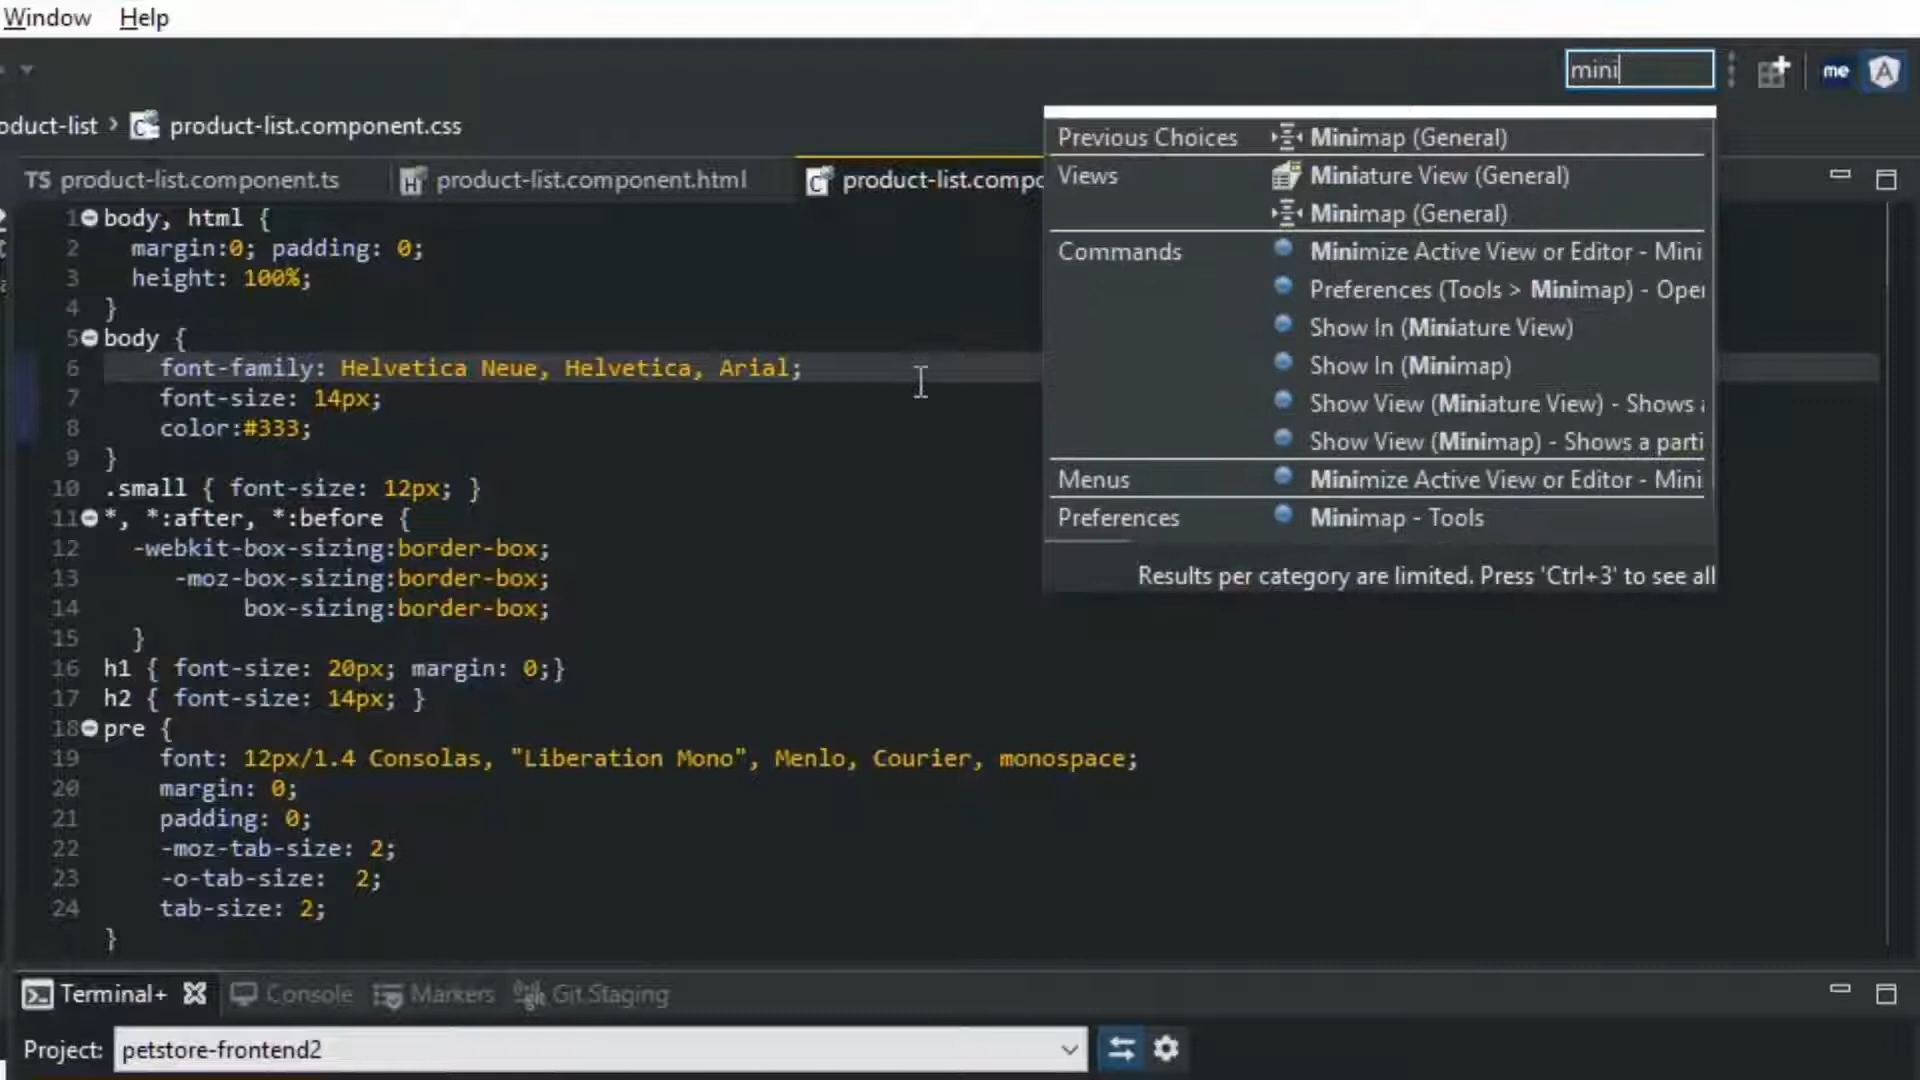 Window Help
mini
me
oduct-list > product-list.component.css
TS product-list.component.ts
product-list.component.html
product-list.compo
Previous Choices Minimap (General)
Views Miniature View (General)
Minimap (General)
Commands Minimize Active View or Editor - Mini
Preferences (Tools > Minimap) - Ope
Show In (Miniature View)
Show In (Minimap)
Show View (Miniature View) - Shows
Show View (Minimap) - Shows a parti
Menus Minimize Active View or Editor - Mini
Preferences Minimap - Tools
Results per category are limited. Press 'Ctrl+3' to see all
1 body, html {
2 margin:0; padding: 0;
3 height: 100%;
4 }
5 body {
6 font-family: Helvetica Neue, Helvetica, Arial;
7 font-size: 14px;
8 color:#333;
9 }
10 .small { font-size: 12px; }
11 *, *:after, *:before {
12 -webkit-box-sizing:border-box;
13 -moz-box-sizing:border-box;
14 box-sizing:border-box;
15 }
16 h1 { font-size: 20px; margin: 0;}
17 h2 { font-size: 14px; }
18 pre {
19 font: 12px/1.4 Consolas, "Liberation Mono", Menlo, Courier, monospace;
20 margin: 0;
21 padding: 0;
22 -moz-tab-size: 2;
23 -o-tab-size: 2;
24 tab-size: 2;
}
Terminal+ Console Markers Git Staging
Project: petstore-frontend2